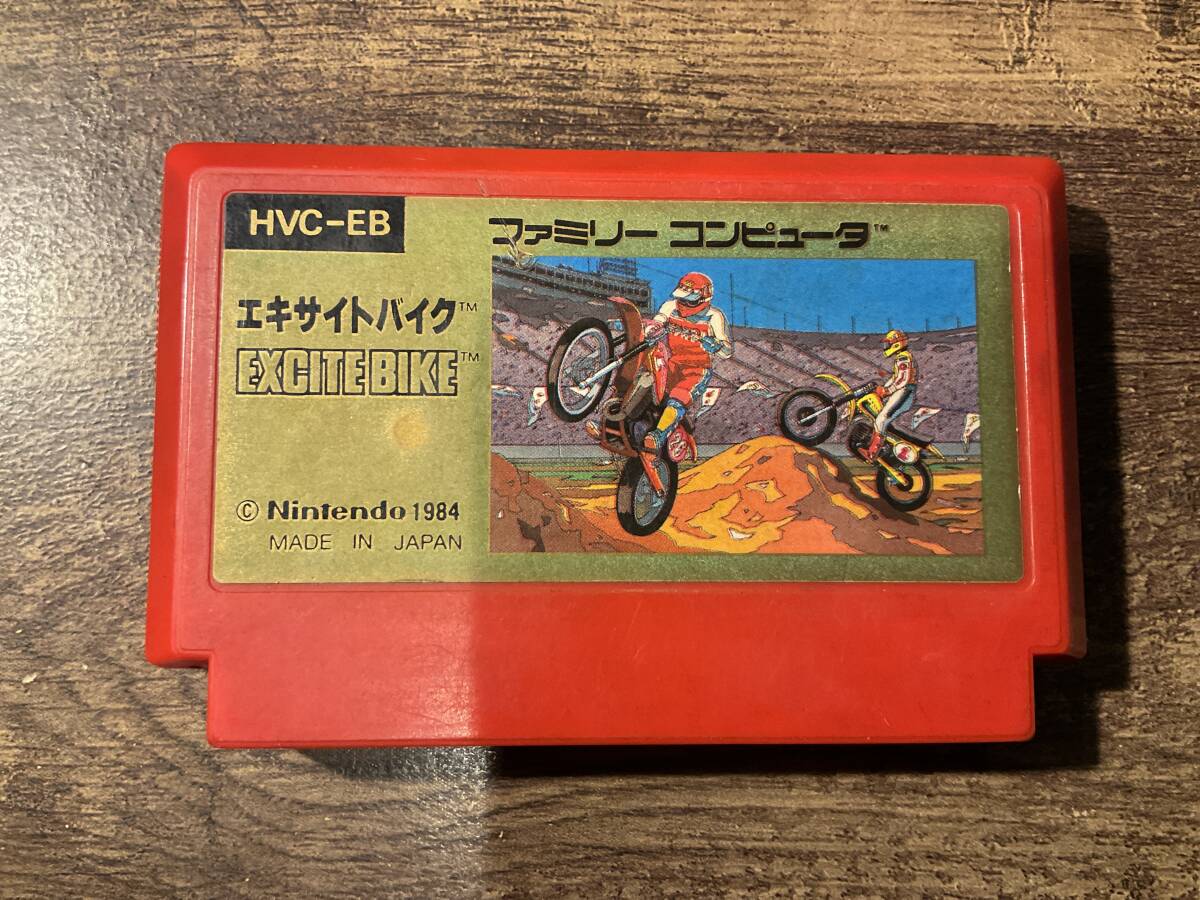 HVC-EB
ファミリー コンピュータ™
エキサイトバイク™
EXCITEBIKE™
© Nintendo 1984
MADE IN JAPAN